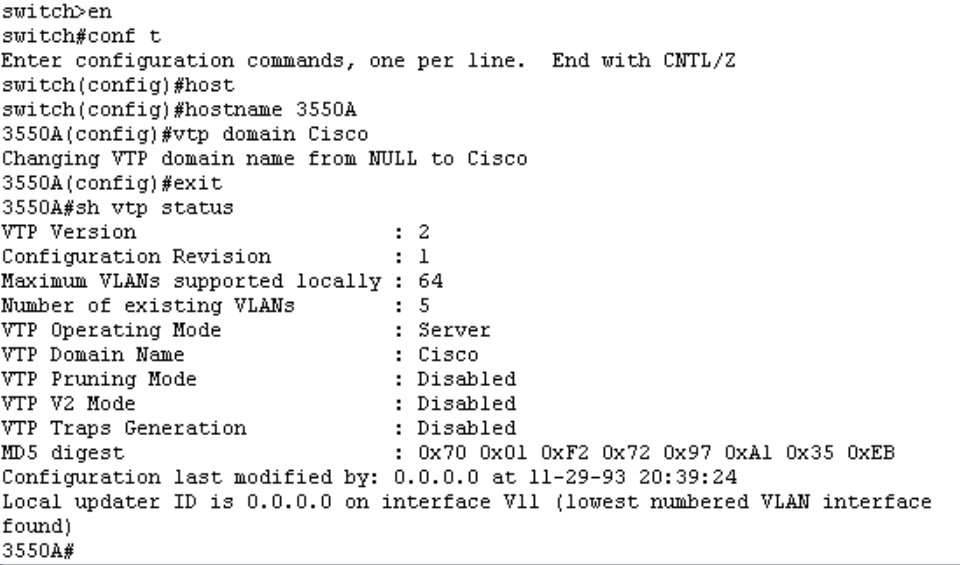 switch>en
switch#conf t
Enter configuration commands, one per line.  End with CNTL/Z
switch(config)#host
switch(config)#hostname 3550A
3550A(config)#vtp domain Cisco
Changing VTP domain name from NULL to Cisco
3550A(config)#exit
3550A#sh vtp status
VTP Version                     : 2
Configuration Revision          : 1
Maximum VLANs supported locally : 64
Number of existing VLANs        : 5
VTP Operating Mode              : Server
VTP Domain Name                 : Cisco
VTP Pruning Mode                : Disabled
VTP V2 Mode                     : Disabled
VTP Traps Generation            : Disabled
MD5 digest                      : 0x70 0x01 0xF2 0x72 0x97 0xA1 0x35 0xEB
Configuration last modified by: 0.0.0.0 at 11-29-93 20:39:24
Local updater ID is 0.0.0.0 on interface Vl1 (lowest numbered VLAN interface
found)
3550A#